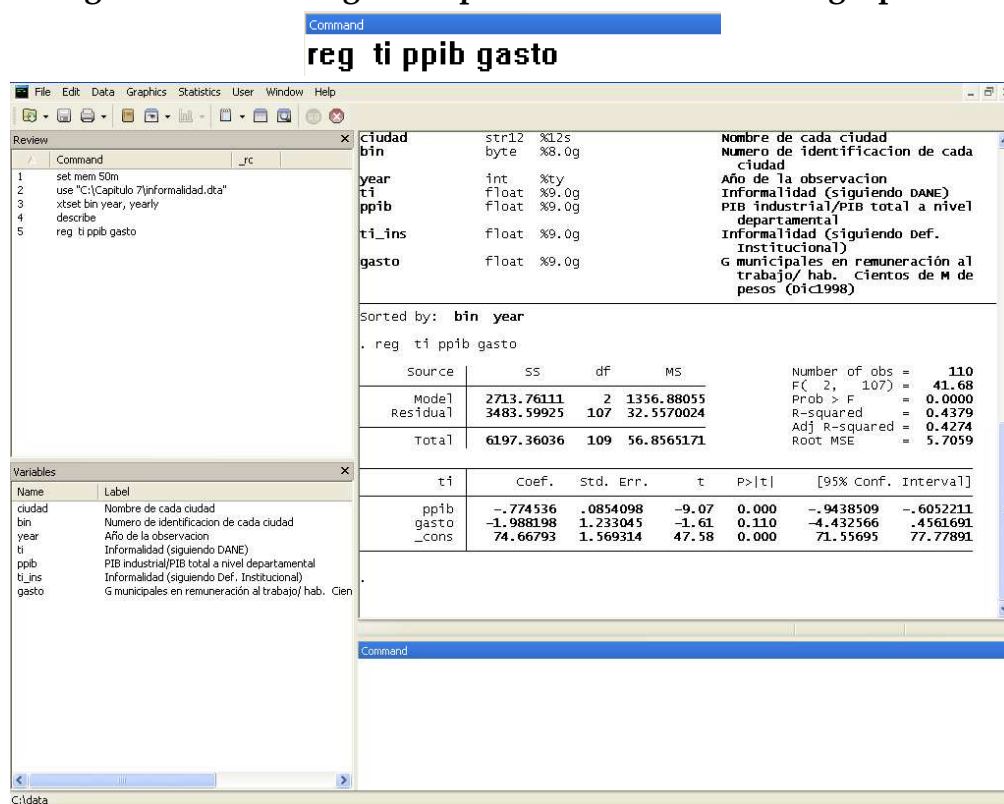 Command
reg  ti ppib gasto
File Edit Data Graphics Statistics User Window Help
Review
Command _rc
1 set mem 50m
2 use "C:\Capitulo 7\informalidad.dta"
3 xtset bin year, yearly
4 describe
5 reg ti ppib gasto
Variables
Name Label
ciudad Nombre de cada ciudad
bin Numero de identificacion de cada ciudad
year Año de la observacion
ti Informalidad (siguiendo DANE)
ppib PIB industrial/PIB total a nivel departamental
ti_ins Informalidad (siguiendo Def. Institucional)
gasto G municipales en remuneración al trabajo/ hab. Cien
ciudad str12 %12s Nombre de cada ciudad
bin byte %8.0g Numero de identificacion de cada
ciudad
year int %ty Año de la observacion
ti float %9.0g Informalidad (siguiendo DANE)
ppib float %9.0g PIB industrial/PIB total a nivel
departamental
ti_ins float %9.0g Informalidad (siguiendo Def.
Institucional)
gasto float %9.0g G municipales en remuneración al
trabajo/ hab. Cientos de M de
pesos (Dic1998)
Sorted by: bin year
. reg ti ppib gasto
Source | SS df MS Number of obs = 110
F( 2, 107) = 41.68
Model | 2713.76111 2 1356.88055 Prob > F = 0.0000
Residual | 3483.59925 107 32.5570024 R-squared = 0.4379
Adj R-squared = 0.4274
Total | 6197.36036 109 56.8565171 Root MSE = 5.7059
ti | Coef. Std. Err. t P>|t| [95% Conf. Interval]
ppib | -.774536 .0854098 -9.07 0.000 -.9438509 -.6052211
gasto | -1.988198 1.233045 -1.61 0.110 -4.432566 .4561691
_cons | 74.66793 1.569314 47.58 0.000 71.55695 77.77891
.
Command
C:\data